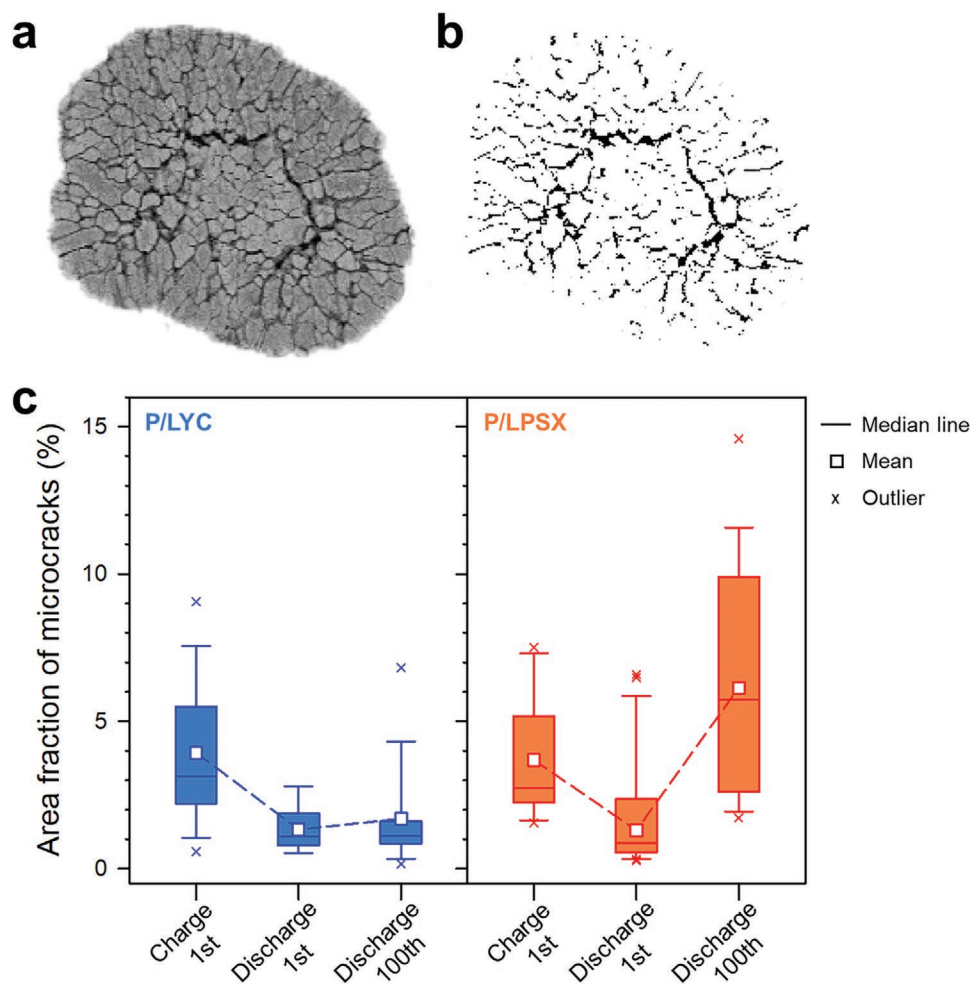 a
b
c
Area fraction of microcracks (%)
15
10
5
0
P/LYC
P/LPSX
Median line
Mean
x Outlier
Charge
1st
Discharge
1st
Discharge
100th
Charge
1st
Discharge
1st
Discharge
100th